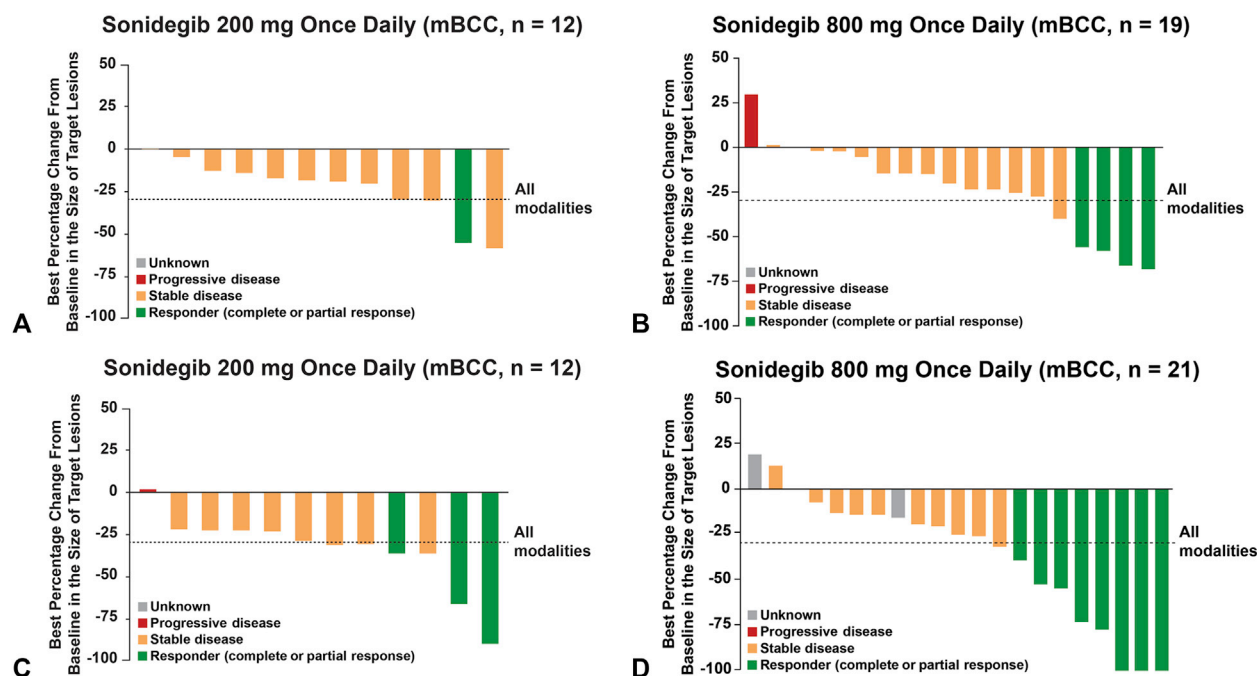 Sonidegib 200 mg Once Daily (mBCC, n = 12)
Best Percentage Change From
Baseline in the Size of Target Lesions
50
25
0
-25
-50
-75
-100
All
modalities
Unknown
Progressive disease
Stable disease
Responder (complete or partial response)
A
Sonidegib 800 mg Once Daily (mBCC, n = 19)
Best Percentage Change From
Baseline in the Size of Target Lesions
50
25
0
-25
-50
-75
-100
All
modalities
Unknown
Progressive disease
Stable disease
Responder (complete or partial response)
B
Sonidegib 200 mg Once Daily (mBCC, n = 12)
Best Percentage Change From
Baseline in the Size of Target Lesions
50
25
0
-25
-50
-75
-100
All
modalities
Unknown
Progressive disease
Stable disease
Responder (complete or partial response)
C
Sonidegib 800 mg Once Daily (mBCC, n = 21)
Best Percentage Change From
Baseline in the Size of Target Lesions
50
25
0
-25
-50
-75
-100
All
modalities
Unknown
Progressive disease
Stable disease
Responder (complete or partial response)
D